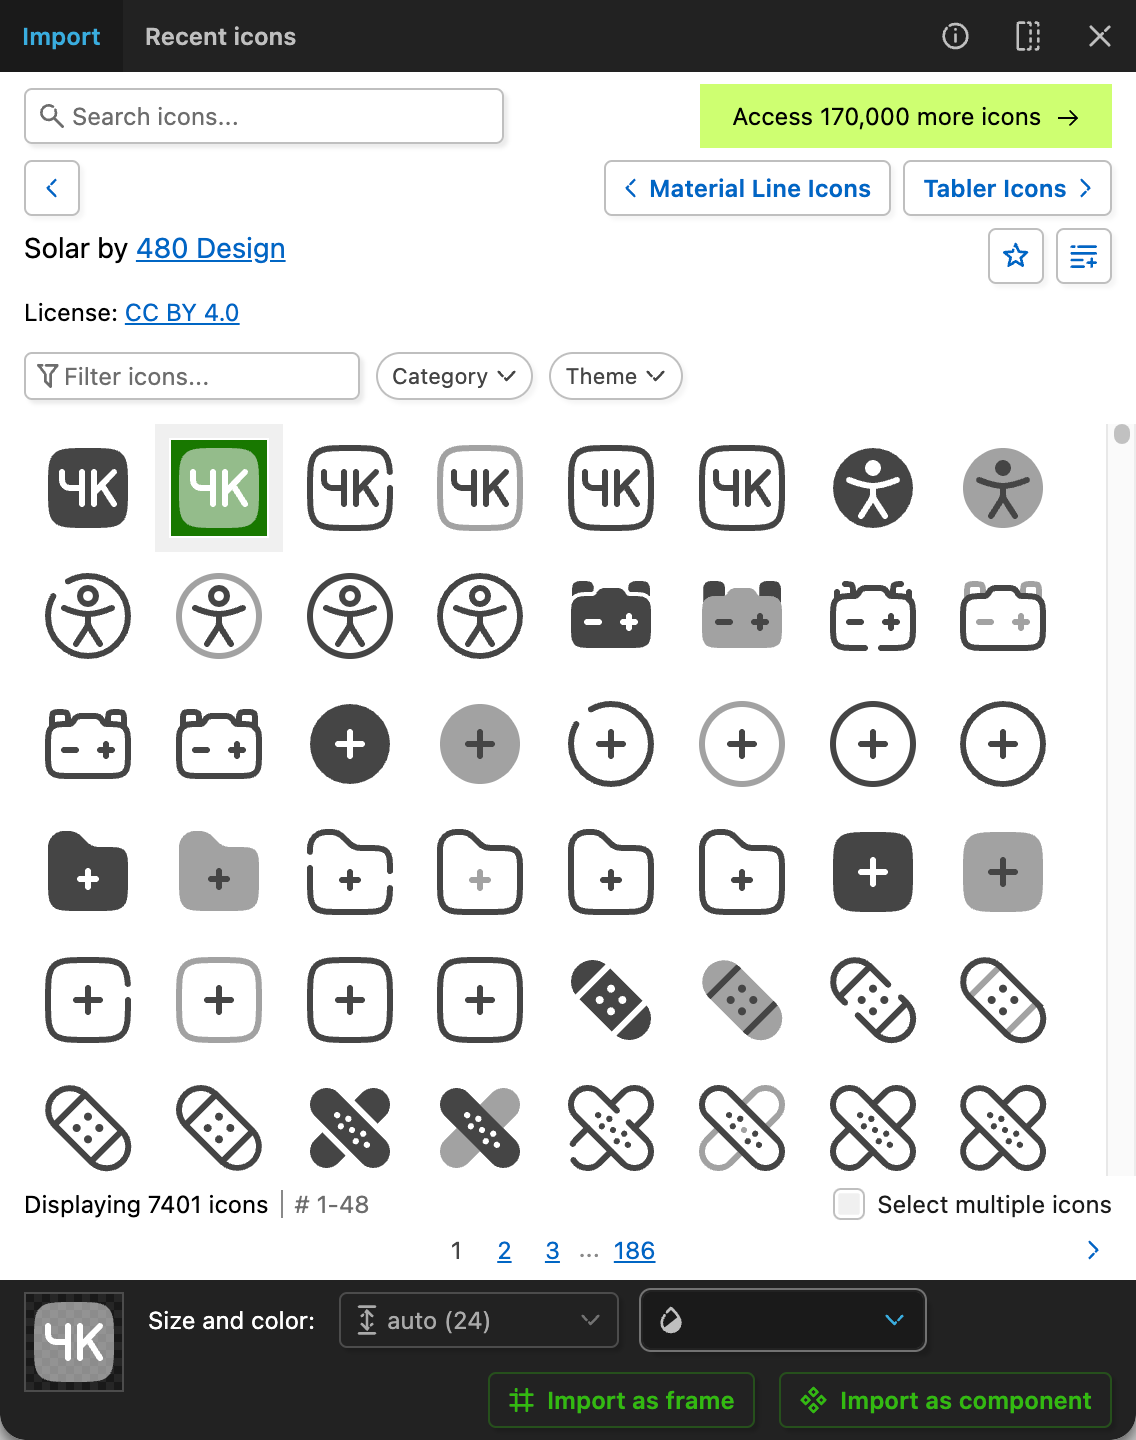 Import
Recent icons
Search icons...
Access 170,000 more icons →
Material Line Icons
Tabler Icons
Solar by 480 Design
License: CC BY 4.0
Filter icons...
Category
Theme
4K 4K 4K 4K 4K 4K
Displaying 7401 icons
# 1-48
Select multiple icons
1 2 3 ... 186
4K
Size and color:
auto (24)
Import as frame
Import as component